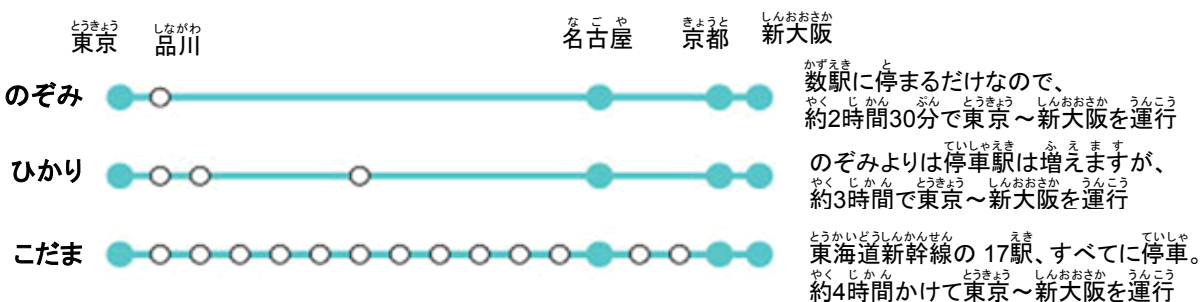 とうきょう しながわ なごや きょうと しんおおさか
東京 品川 名古屋 京都 新大阪
のぞみ
かずえき と
数駅に停まるだけなので、
やく じかん ぷん とうきょう しんおおさか うんこう
約2時間30分で東京～新大阪を運行
ひかり
ていしゃえき ふえます
のぞみよりは停車駅は増えますが、
やく じかん とうきょう しんおおさか うんこう
約3時間で東京～新大阪を運行
こだま
とうかいどうしんかんせん えき ていしゃ
東海道新幹線の 17駅、すべてに停車。
やく じかん とうきょう しんおおさか うんこう
約4時間かけて東京～新大阪を運行